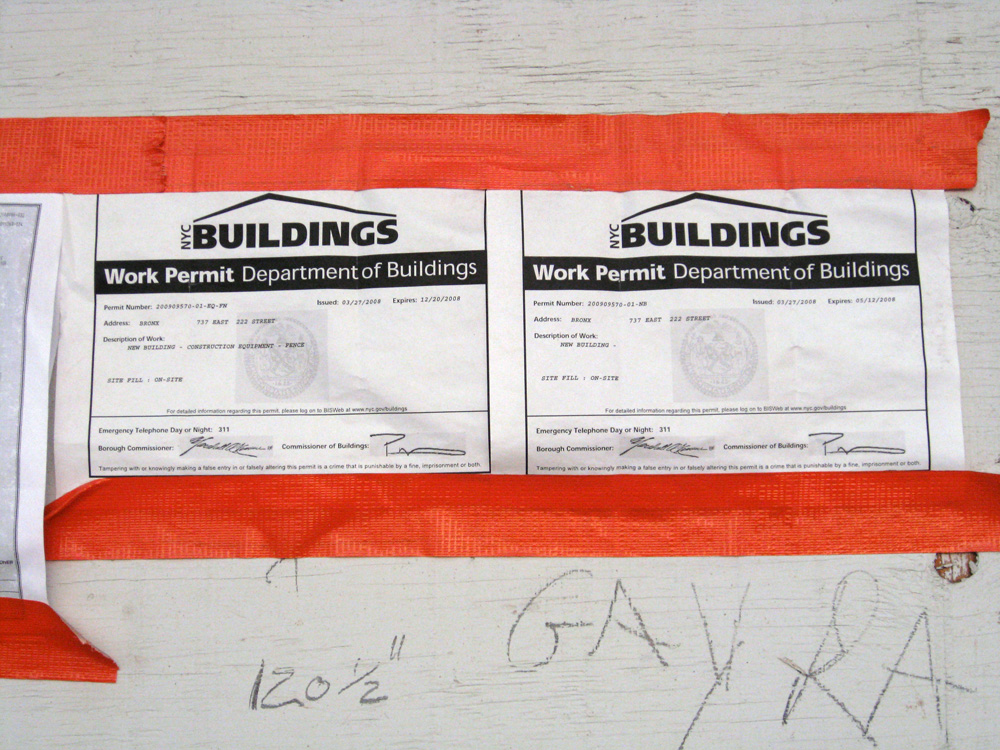 NYC BUILDINGS
Work Permit Department of Buildings
Permit Number: 200909570-01-EQ-FN Issued: 03/27/2008 Expires: 12/20/2008
Address: BRONX 737 EAST 222 STREET
Description of Work:
NEW BUILDING - CONSTRUCTION EQUIPMENT - FENCE
SITE FILL : ON-SITE
For detailed information regarding this permit, please log on to BISWeb at www.nyc.gov/buildings
Emergency Telephone Day or Night: 311
Borough Commissioner: Commissioner of Buildings:
Tampering with or knowingly making a false entry in or falsely altering this permit is a crime that is punishable by a fine, imprisonment or both.
NYC BUILDINGS
Work Permit Department of Buildings
Permit Number: 200909570-01-NB Issued: 03/27/2008 Expires: 05/12/2008
Address: BRONX 737 EAST 222 STREET
Description of Work:
NEW BUILDING -
SITE FILL : ON-SITE
For detailed information regarding this permit, please log on to BISWeb at www.nyc.gov/buildings
Emergency Telephone Day or Night: 311
Borough Commissioner: Commissioner of Buildings:
Tampering with or knowingly making a false entry in or falsely altering this permit is a crime that is punishable by a fine, imprisonment or both.
120 1/2"
GAYRA